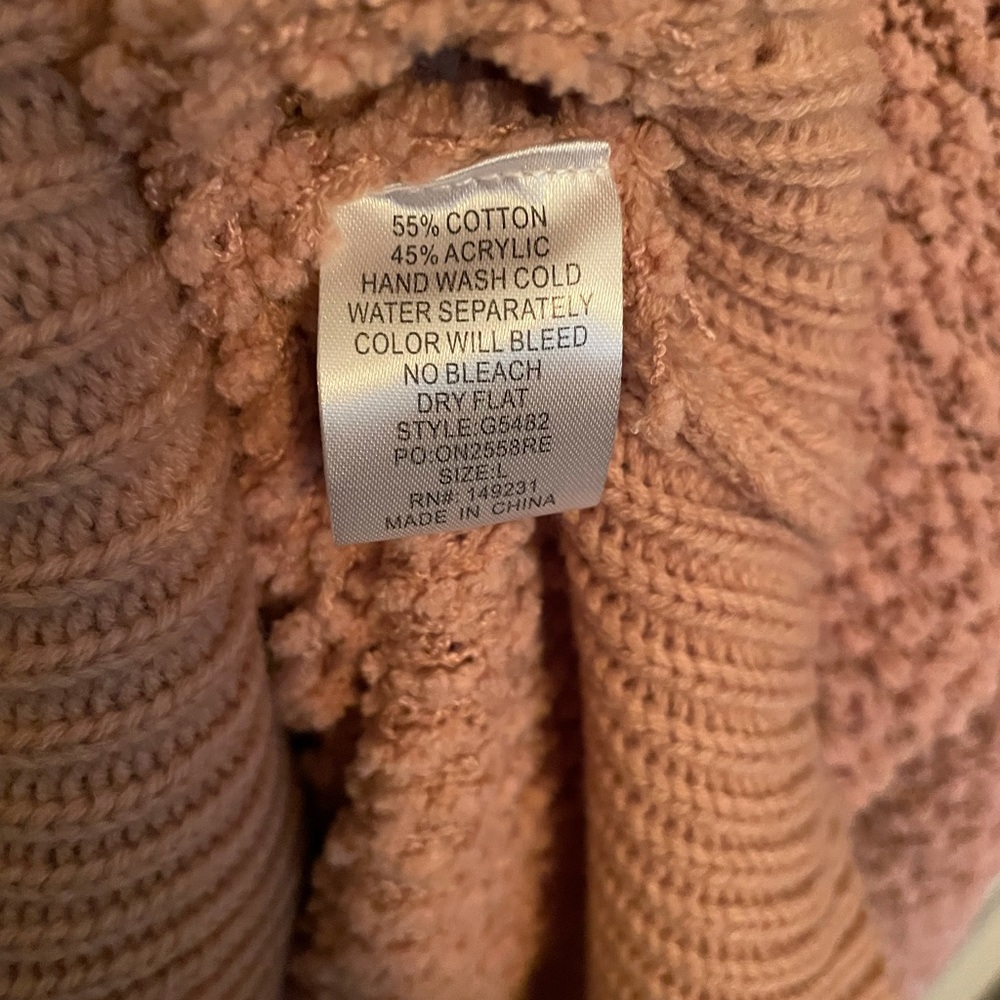 55% COTTON
45% ACRYLIC
HAND WASH COLD
WATER SEPARATELY
COLOR WILL BLEED
NO BLEACH
DRY FLAT
STYLE:G5482
PO:ON2558RE
SIZE:L
RN#: 149231
MADE IN CHINA